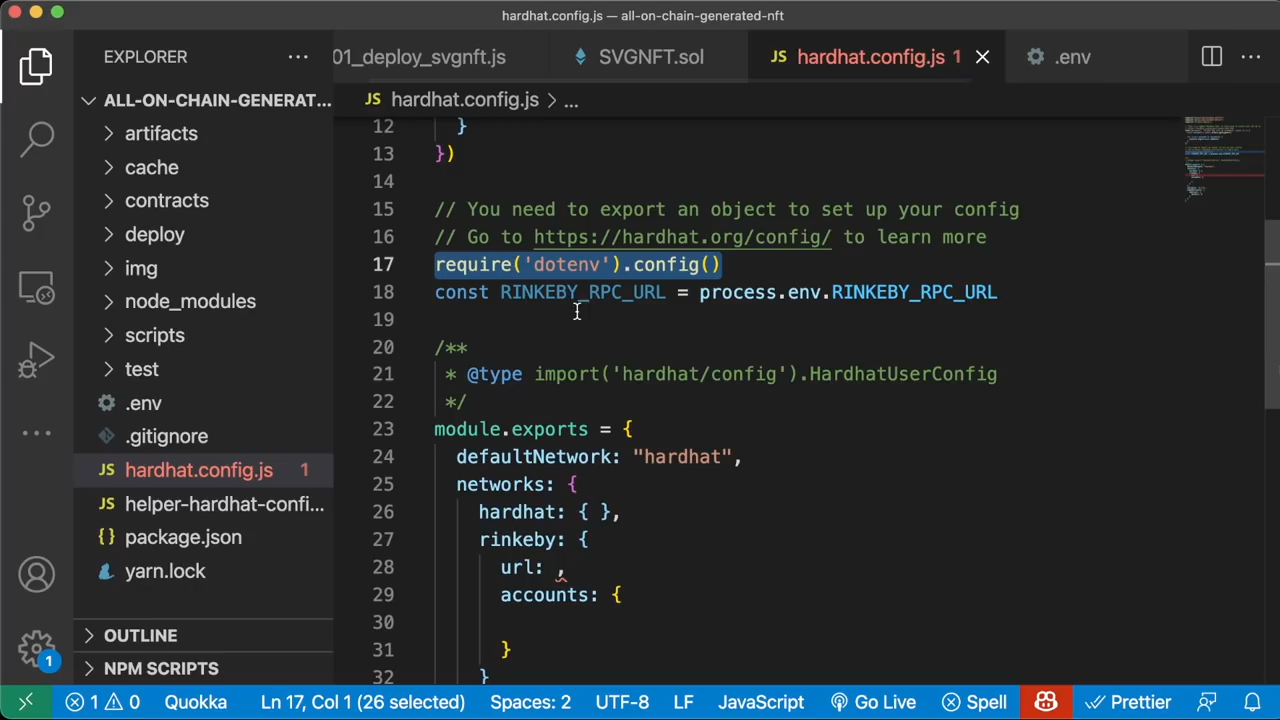 hardhat.config.js — all-on-chain-generated-nft
EXPLORER
01_deploy_svgnft.js
SVGNFT.sol
JS hardhat.config.js 1
.env
ALL-ON-CHAIN-GENERAT...
JS hardhat.config.js > ...
artifacts
cache
contracts
deploy
img
node_modules
scripts
test
.env
.gitignore
JS hardhat.config.js 1
JS helper-hardhat-confi...
{} package.json
yarn.lock
OUTLINE
NPM SCRIPTS
1
12 }
13 })
14
15 // You need to export an object to set up your config
16 // Go to https://hardhat.org/config/ to learn more
17 require('dotenv').config()
18 const RINKEBY_RPC_URL = process.env.RINKEBY_RPC_URL
19
20 /**
21 * @type import('hardhat/config').HardhatUserConfig
22 */
23 module.exports = {
24 defaultNetwork: "hardhat",
25 networks: {
26 hardhat: { },
27 rinkeby: {
28 url: ,
29 accounts: {
30
31 }
32 }
1 0 Quokka Ln 17, Col 1 (26 selected) Spaces: 2 UTF-8 LF JavaScript Go Live Spell Prettier